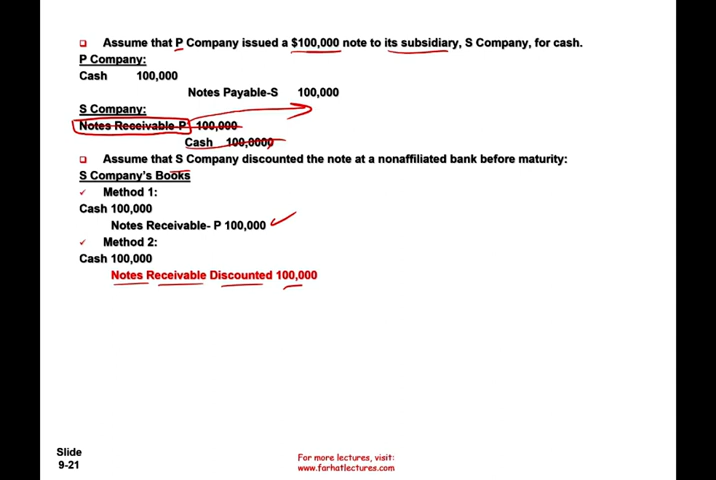 Assume that P Company issued a $100,000 note to its subsidiary, S Company, for cash.
P Company:
Cash 100,000
Notes Payable-S 100,000
S Company:
Notes Receivable-P 100,000
Cash 100,0000
Assume that S Company discounted the note at a nonaffiliated bank before maturity:
S Company's Books
Method 1:
Cash 100,000
Notes Receivable- P 100,000
Method 2:
Cash 100,000
Notes Receivable Discounted 100,000
Slide
9-21
For more lectures, visit:
www.farhatlectures.com